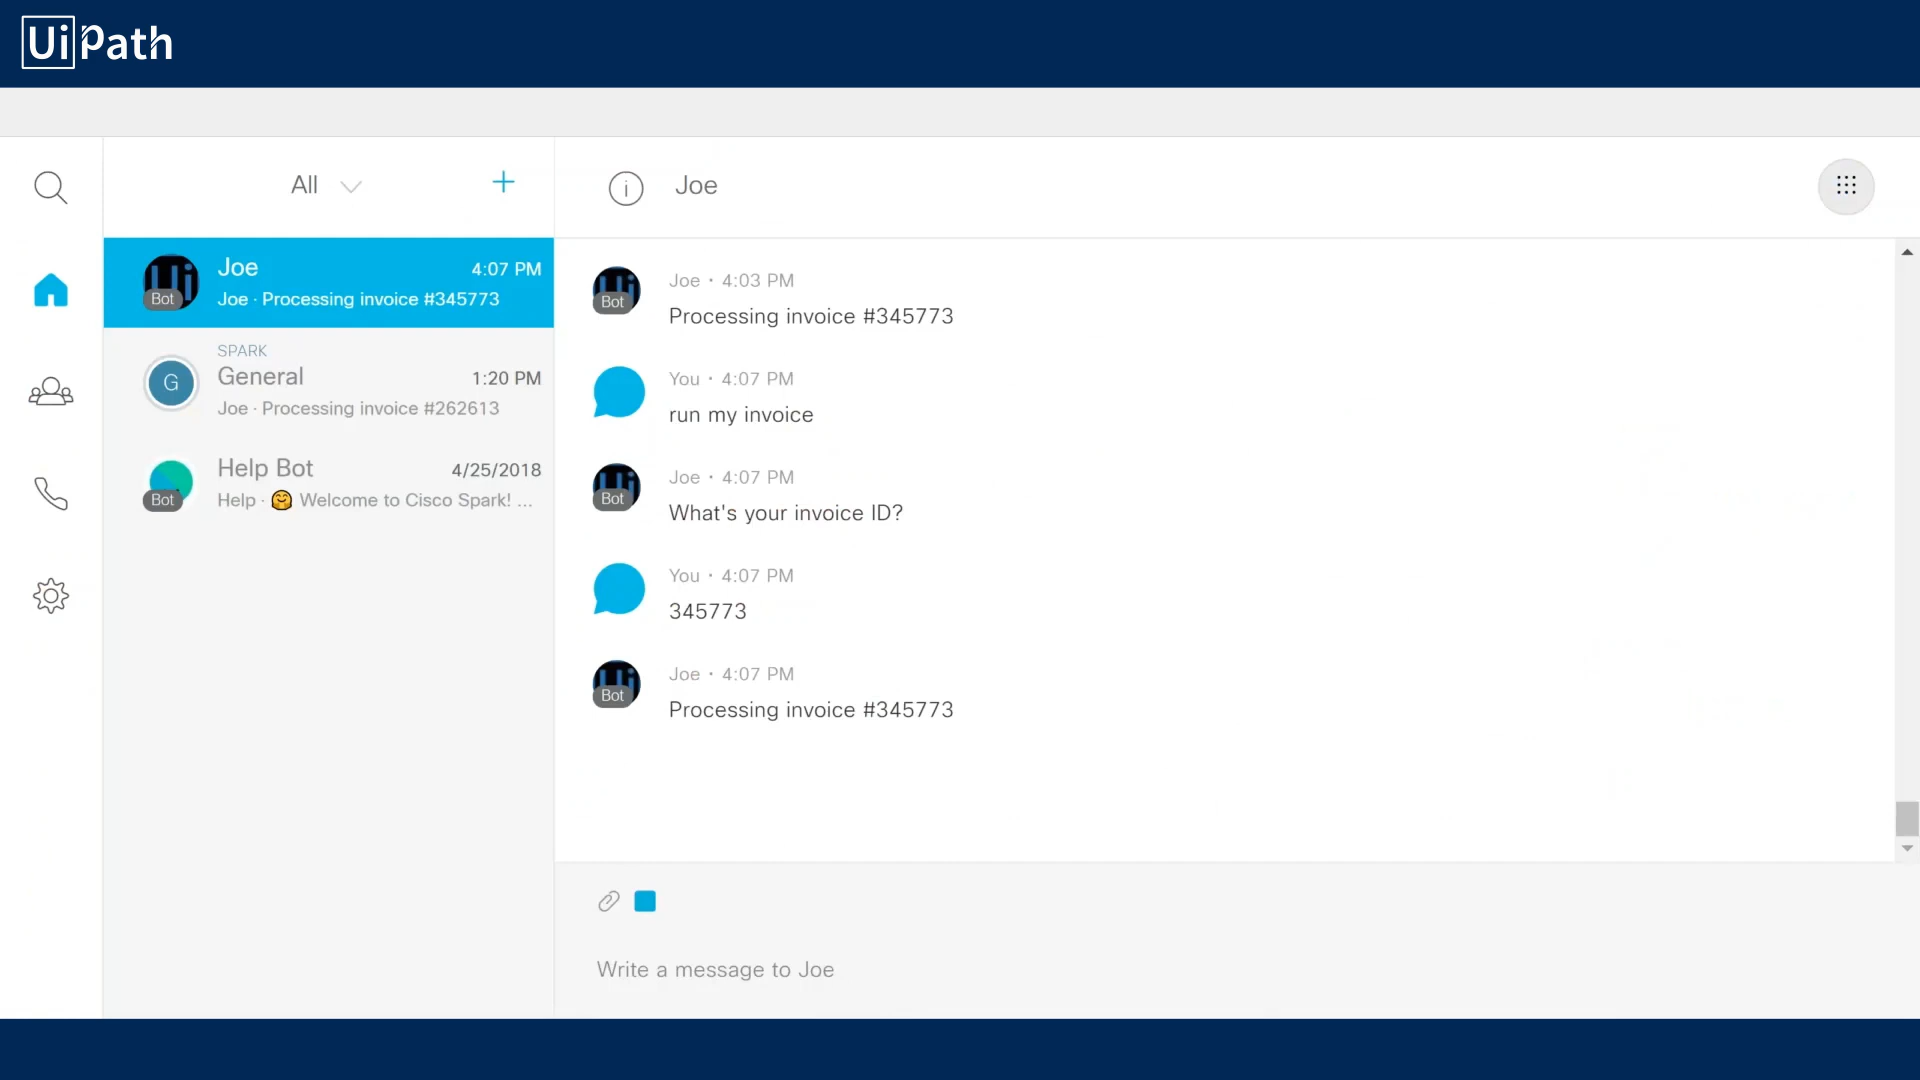 UiPath
All
Joe
Joe 4:07 PM
Joe · Processing invoice #345773
Bot
SPARK
General 1:20 PM
G
Joe · Processing invoice #262613
Help Bot 4/25/2018
Bot
Help · 🤗 Welcome to Cisco Spark! ...
Joe · 4:03 PM
Bot
Processing invoice #345773
You · 4:07 PM
run my invoice
Joe · 4:07 PM
Bot
What's your invoice ID?
You · 4:07 PM
345773
Joe · 4:07 PM
Bot
Processing invoice #345773
Write a message to Joe